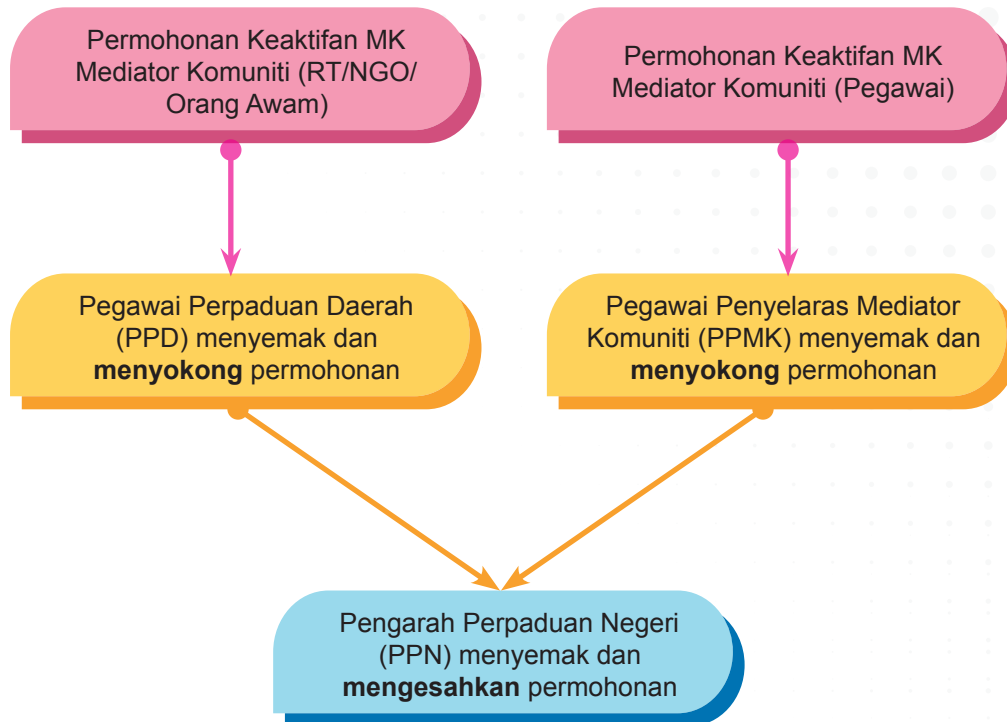 Permohonan Keaktifan MK
Mediator Komuniti (RT/NGO/
Orang Awam)
Permohonan Keaktifan MK
Mediator Komuniti (Pegawai)
Pegawai Perpaduan Daerah
(PPD) menyemak dan
menyokong permohonan
Pegawai Penyelaras Mediator
Komuniti (PPMK) menyemak dan
menyokong permohonan
Pengarah Perpaduan Negeri
(PPN) menyemak dan
mengesahkan permohonan